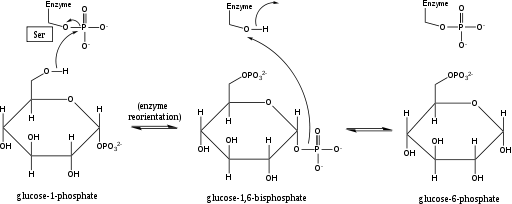 Enzyme
O
O—P—O⁻
O⁻
Ser
O—H
H
O
H
H
OH
H
OH
OPO₃²⁻
H
OH
glucose-1-phosphate
(enzyme
reorientation)
Enzyme
O—H
OPO₃²⁻
O
H
H
H
OH
H
OH
H
OH
O
O—P—O⁻
O⁻
glucose-1,6-bisphosphate
Enzyme
O
O—P—O⁻
O⁻
OPO₃²⁻
O
H
H
H
OH
H
OH
OH
H
OH
glucose-6-phosphate